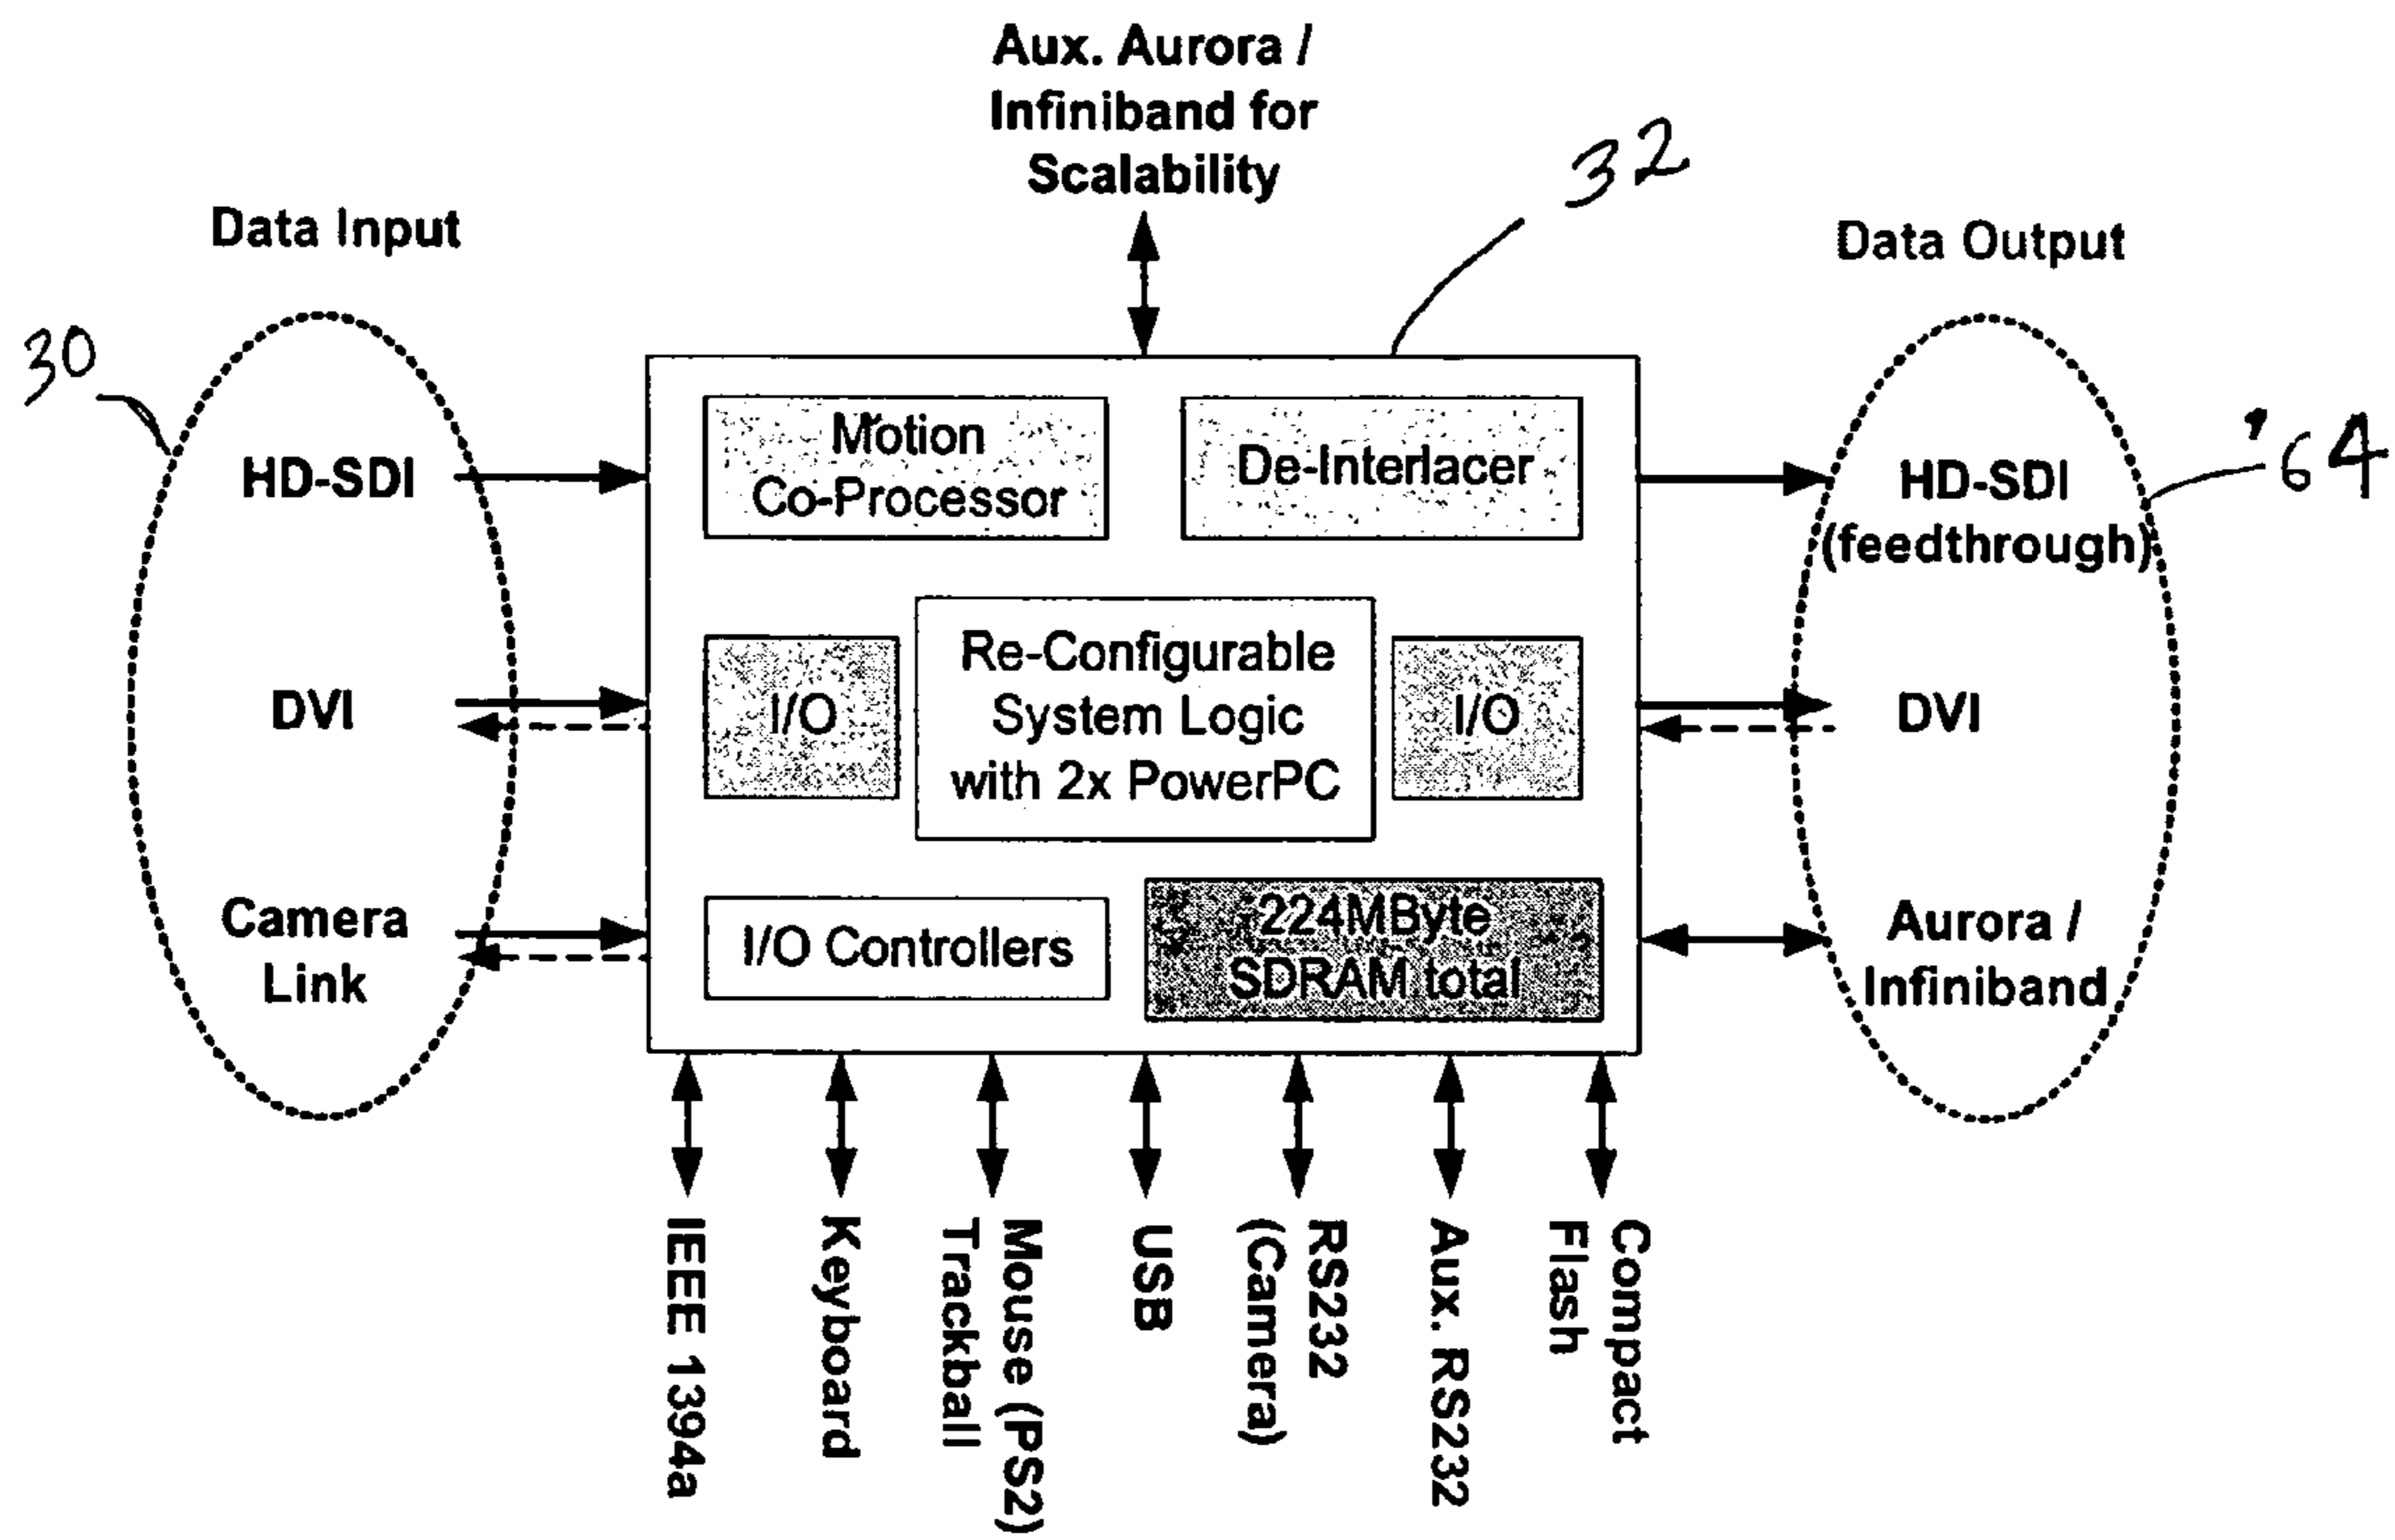 Aux. Aurora /
Infiniband for
Scalability
32
Data Input
Data Output
30
64
HD-SDI
DVI
Camera
Link
Motion
Co-Processor
De-Interlacer
I/O
Re-Configurable
System Logic
with 2x PowerPC
I/O
I/O Controllers
224MByte
SDRAM total
HD-SDI
(feedthrough)
DVI
Aurora /
Infiniband
IEEE 1394a
Keyboard
Mouse (PS2)
Trackball
USB
RS232
(Camera)
Aux. RS232
Compact
Flash